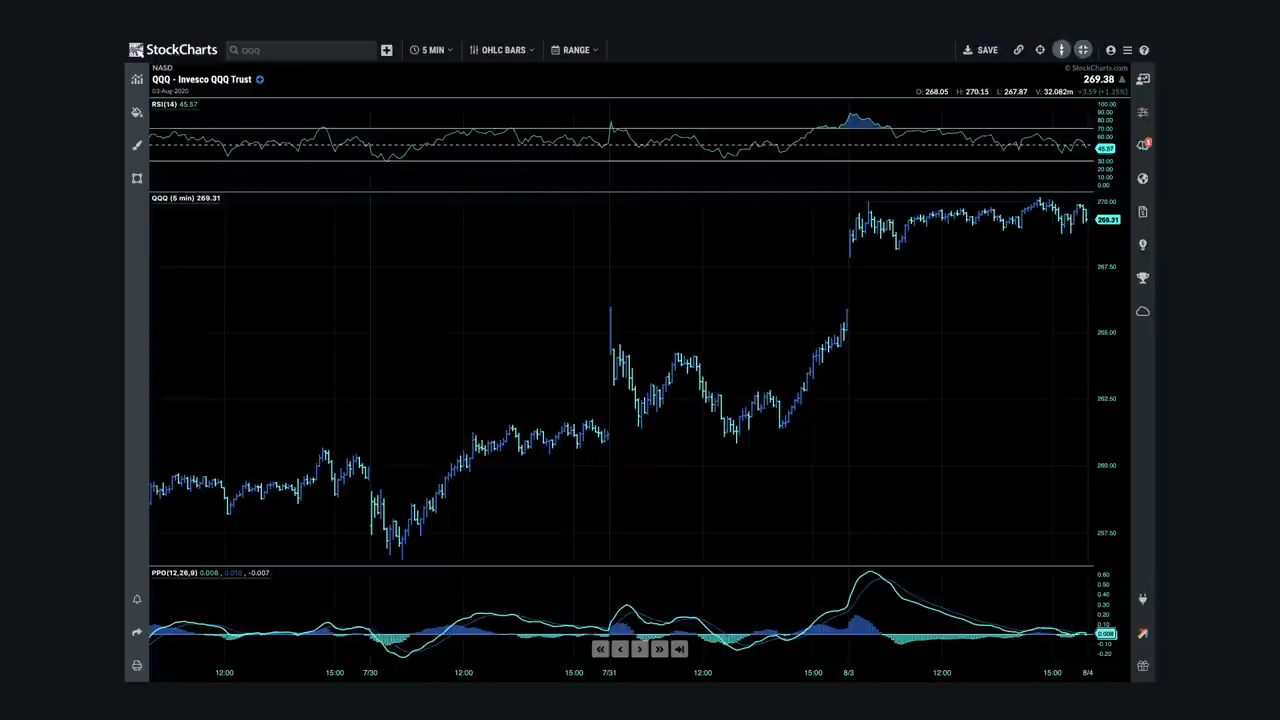 StockCharts
QQQ
5 MIN
OHLC BARS
RANGE
SAVE
NASD
© StockCharts.com
QQQ - Invesco QQQ Trust
269.38
03-Aug-2020
O: 268.05 H: 270.15 L: 267.87 V: 32.082m +3.59 (+1.35%)
RSI(14) 45.57
100.00
90.00
80.00
70.00
60.00
45.57
30.00
20.00
10.00
0.00
1
QQQ (5 min) 269.31
270.00
269.31
267.50
265.00
262.50
260.00
257.50
PPO(12,26,9) 0.008 , 0.016 , -0.007
0.60
0.50
0.40
0.30
0.20
0.10
0.008
-0.10
-0.20
12:00 15:00 7/30 12:00 15:00 7/31 12:00 15:00 8/3 12:00 15:00 8/4